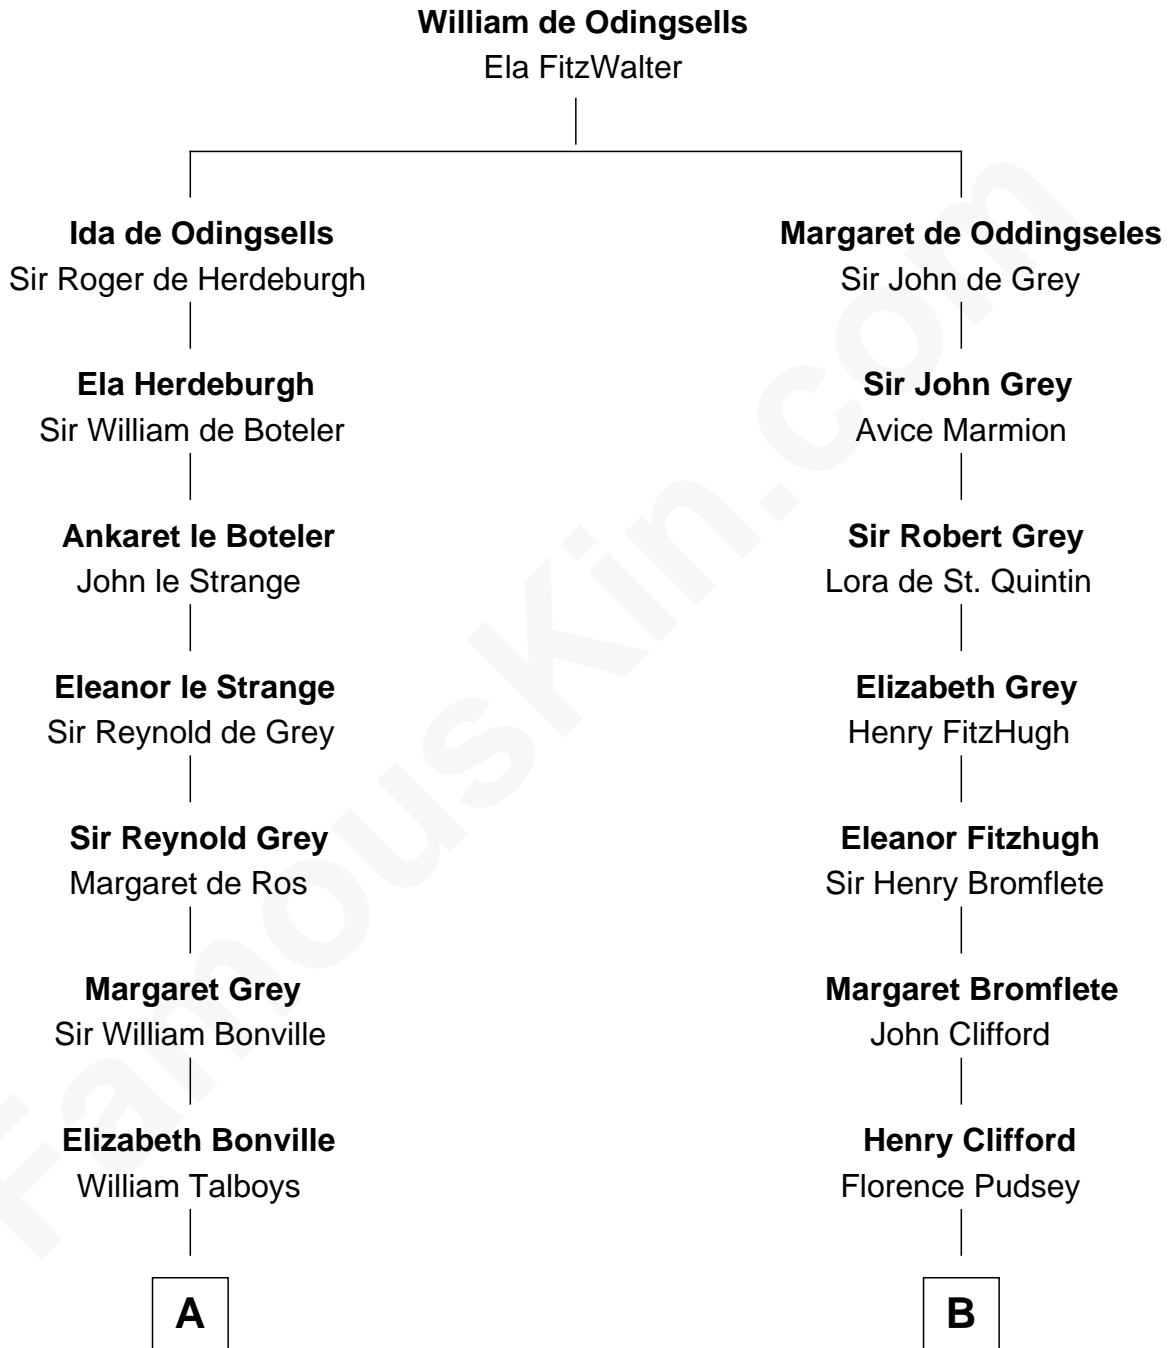 William de Odingsells
Ela FitzWalter
Ida de Odingsells
Sir Roger de Herdeburgh
Ela Herdeburgh
Sir William de Boteler
Ankaret le Boteler
John le Strange
Eleanor le Strange
Sir Reynold de Grey
Sir Reynold Grey
Margaret de Ros
Margaret Grey
Sir William Bonville
Elizabeth Bonville
William Talboys
A
Margaret de Oddingseles
Sir John de Grey
Sir John Grey
Avice Marmion
Sir Robert Grey
Lora de St. Quintin
Elizabeth Grey
Henry FitzHugh
Eleanor Fitzhugh
Sir Henry Bromflete
Margaret Bromflete
John Clifford
Henry Clifford
Florence Pudsey
B
FamousKin.com